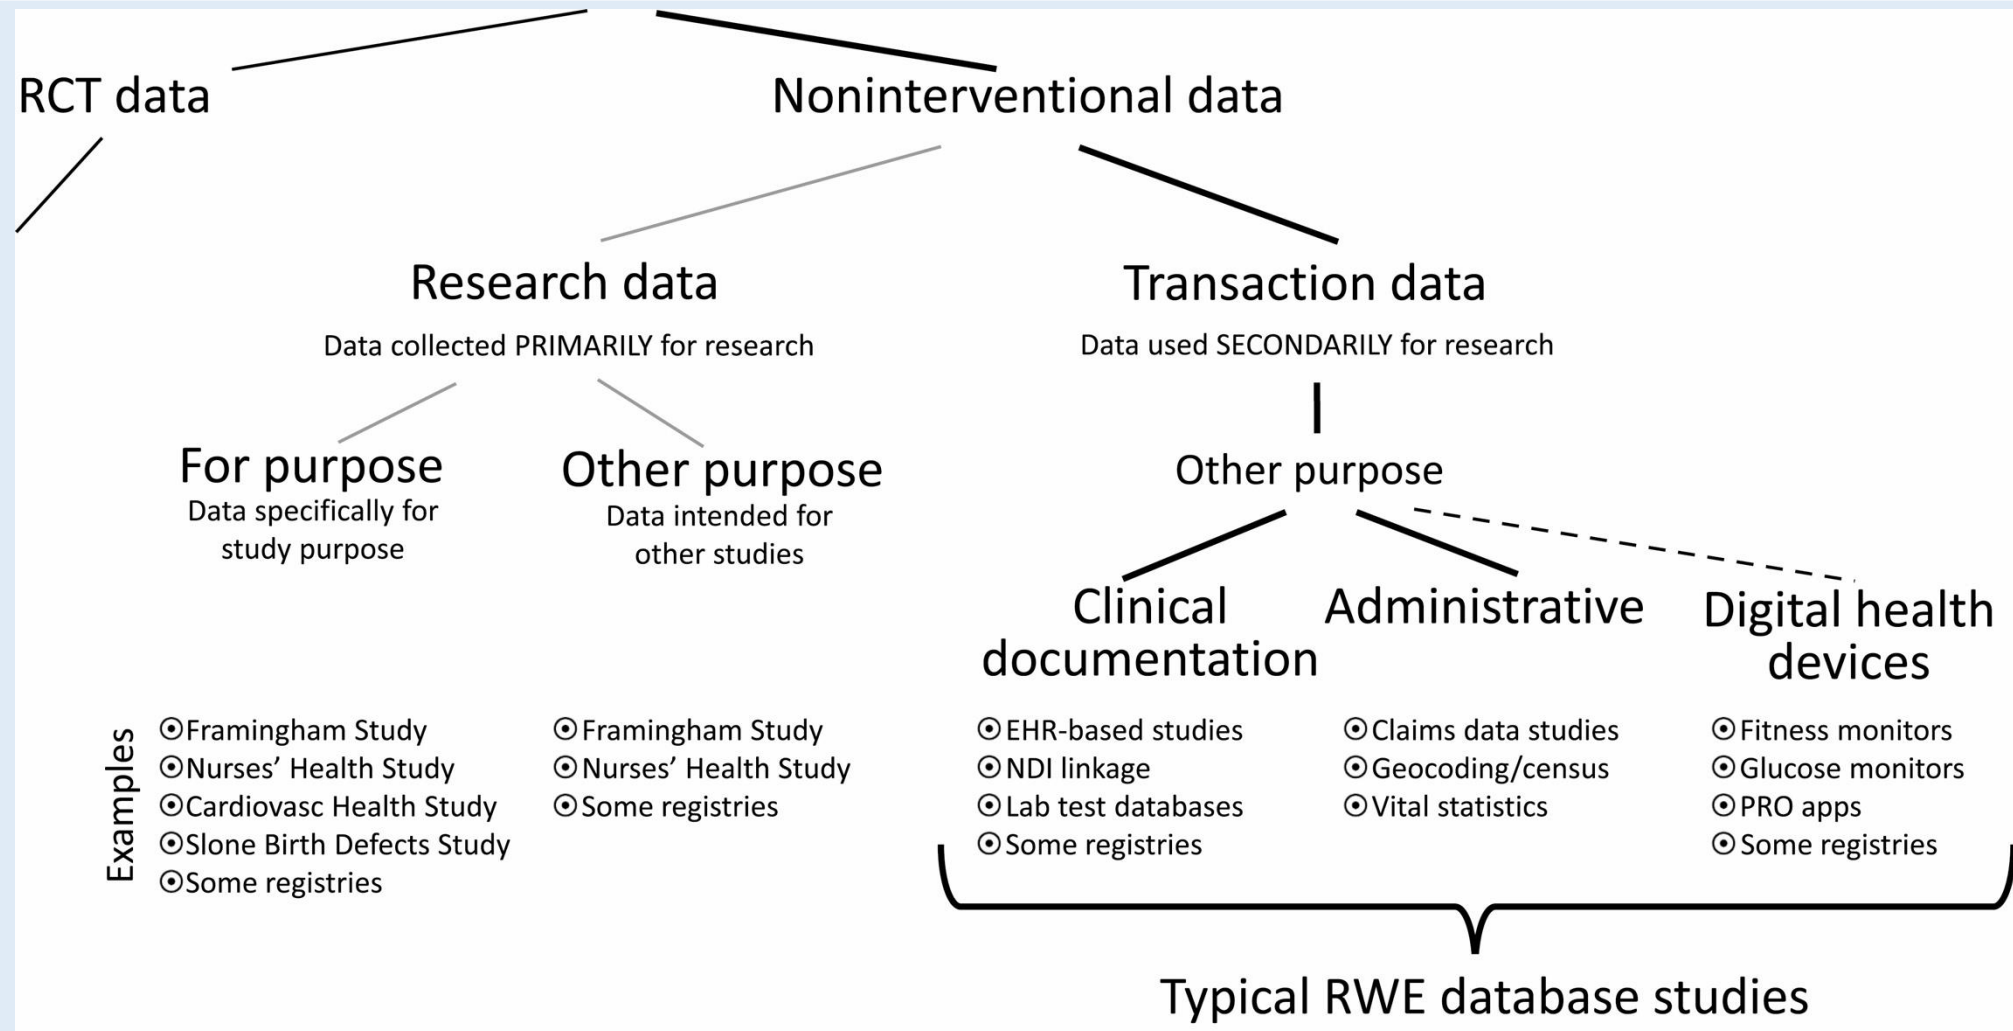 RCT data
Noninterventional data
Research data
Data collected PRIMARILY for research
Transaction data
Data used SECONDARILY for research
For purpose
Data specifically for
study purpose
Other purpose
Data intended for
other studies
Other purpose
Clinical
documentation
Administrative
Digital health
devices
Examples
Framingham Study
Nurses’ Health Study
Cardiovasc Health Study
Slone Birth Defects Study
Some registries
Framingham Study
Nurses’ Health Study
Some registries
EHR-based studies
NDI linkage
Lab test databases
Some registries
Claims data studies
Geocoding/census
Vital statistics
Fitness monitors
Glucose monitors
PRO apps
Some registries
Typical RWE database studies